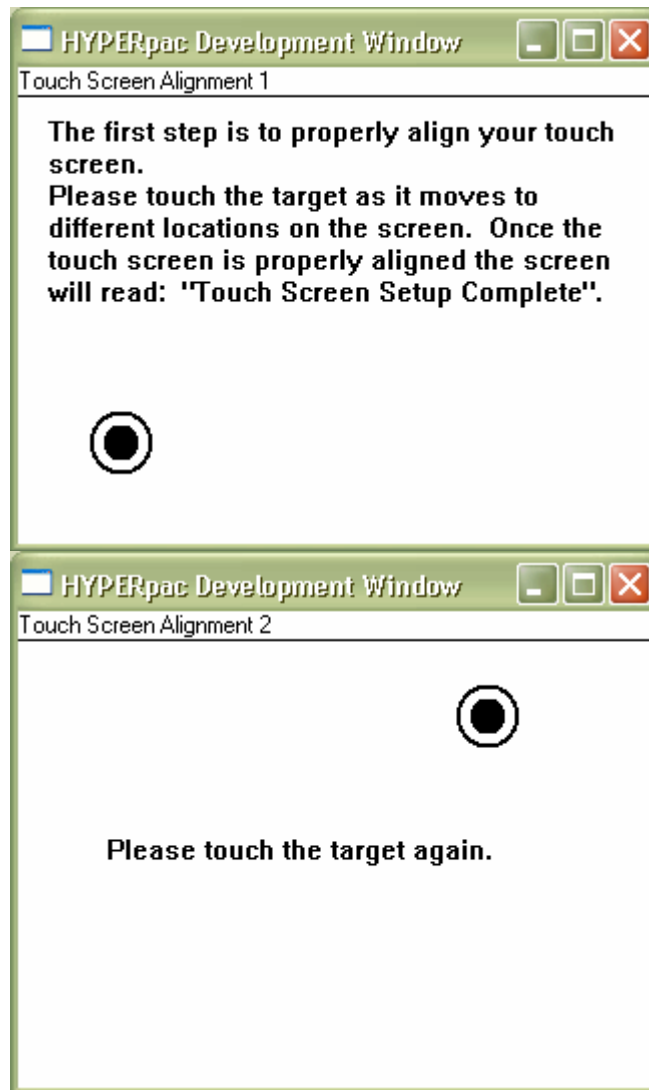 HYPERpac Development Window
Touch Screen Alignment 1
The first step is to properly align your touch
screen.
Please touch the target as it moves to
different locations on the screen.  Once the
touch screen is properly aligned the screen
will read:  "Touch Screen Setup Complete".
HYPERpac Development Window
Touch Screen Alignment 2
Please touch the target again.